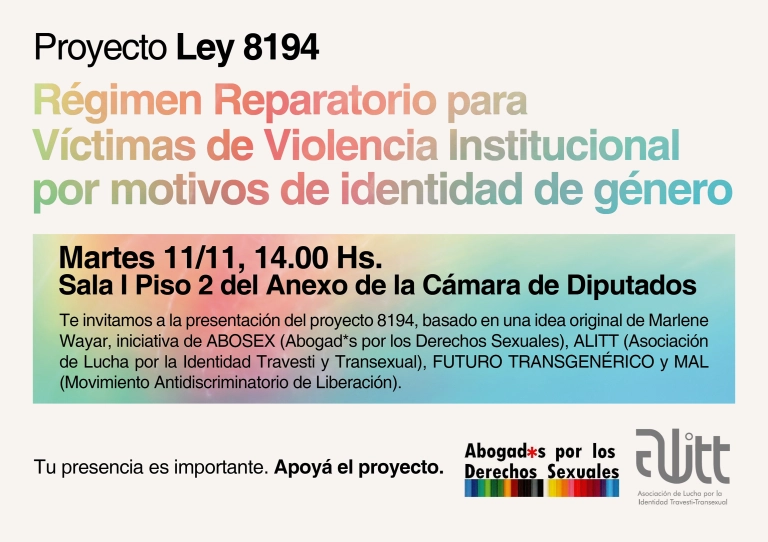 Proyecto Ley 8194
Régimen Reparatorio para
Víctimas de Violencia Institucional
por motivos de identidad de género
Martes 11/11, 14.00 Hs.
Sala I Piso 2 del Anexo de la Cámara de Diputados
Te invitamos a la presentación del proyecto 8194, basado en una idea original de Marlene
Wayar, iniciativa de ABOSEX (Abogad*s por los Derechos Sexuales), ALITT (Asociación
de Lucha por la Identidad Travesti y Transexual), FUTURO TRANSGENÉRICO y MAL
(Movimiento Antidiscriminatorio de Liberación).
Tu presencia es importante. Apoyá el proyecto.
Abogad*s por los
Derechos Sexuales
alitt
Asociación de Lucha por la
Identidad Travesti-Transexual